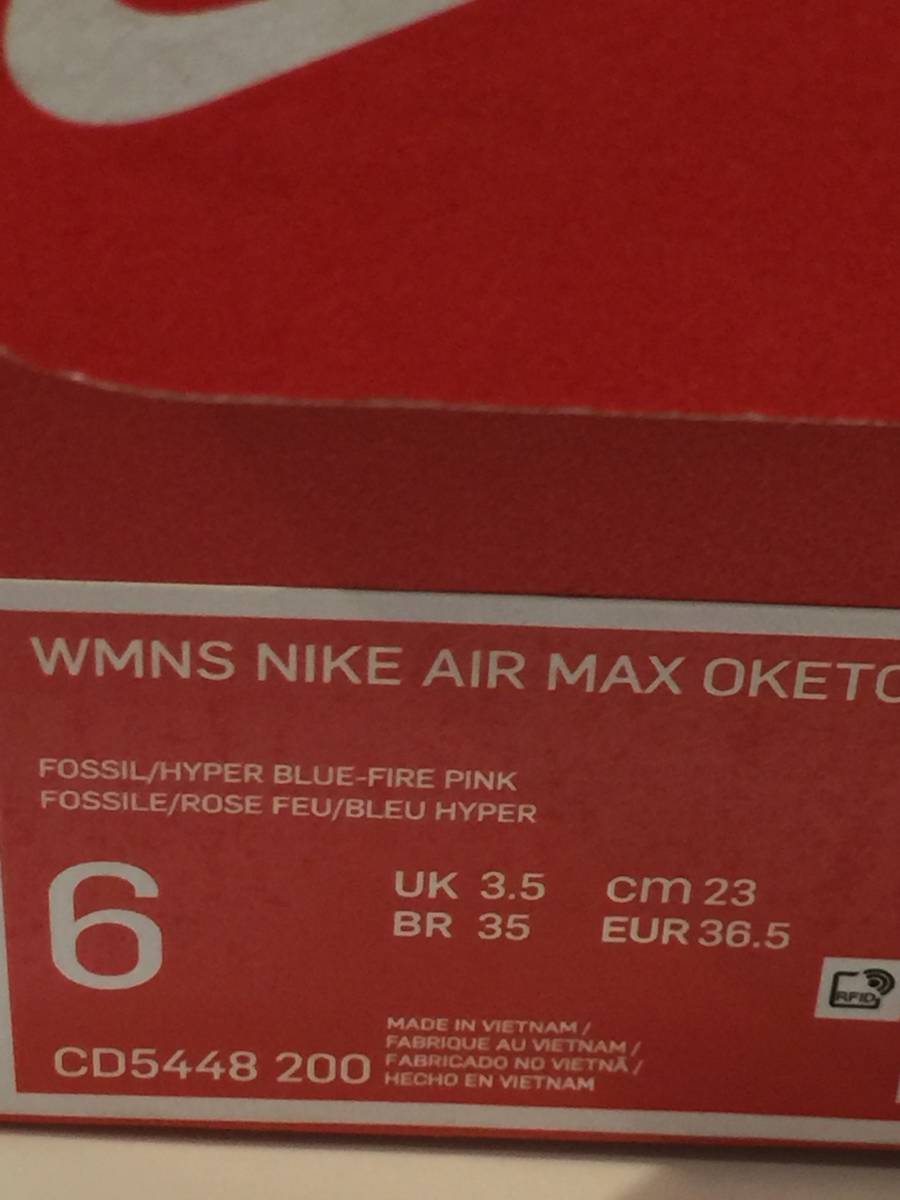 WMNS NIKE AIR MAX OKETO
FOSSIL/HYPER BLUE-FIRE PINK
FOSSILE/ROSE FEU/BLEU HYPER
6
UK 3.5 cm 23
BR 35 EUR 36.5
RFID
CD5448 200
MADE IN VIETNAM /
FABRIQUE AU VIETNAM /
FABRICADO NO VIETNÃ /
HECHO EN VIETNAM